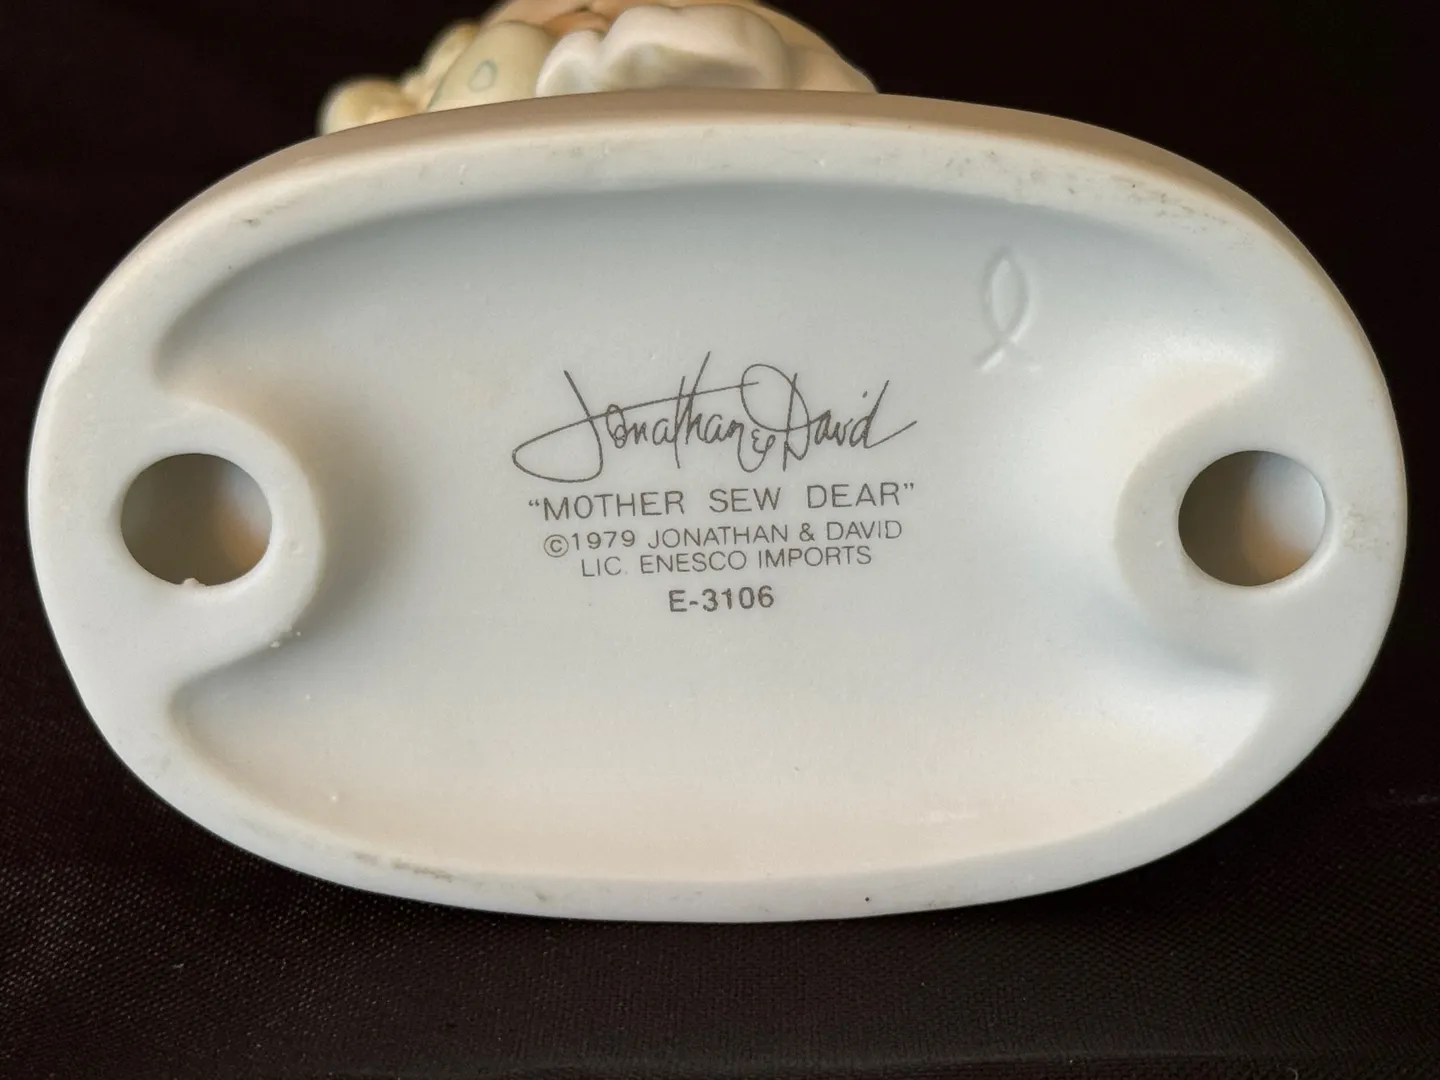 Jonathan & David
“MOTHER SEW DEAR”
©1979 JONATHAN & DAVID
LIC. ENESCO IMPORTS
E-3106